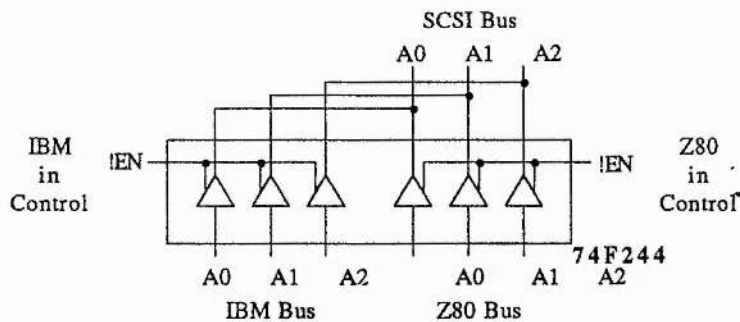 SCSI Bus
A0 A1 A2
IBM
in
Control
!EN
!EN
Z80
in
Control
74F244
A0 A1 A2 A0 A1 A2
IBM Bus Z80 Bus